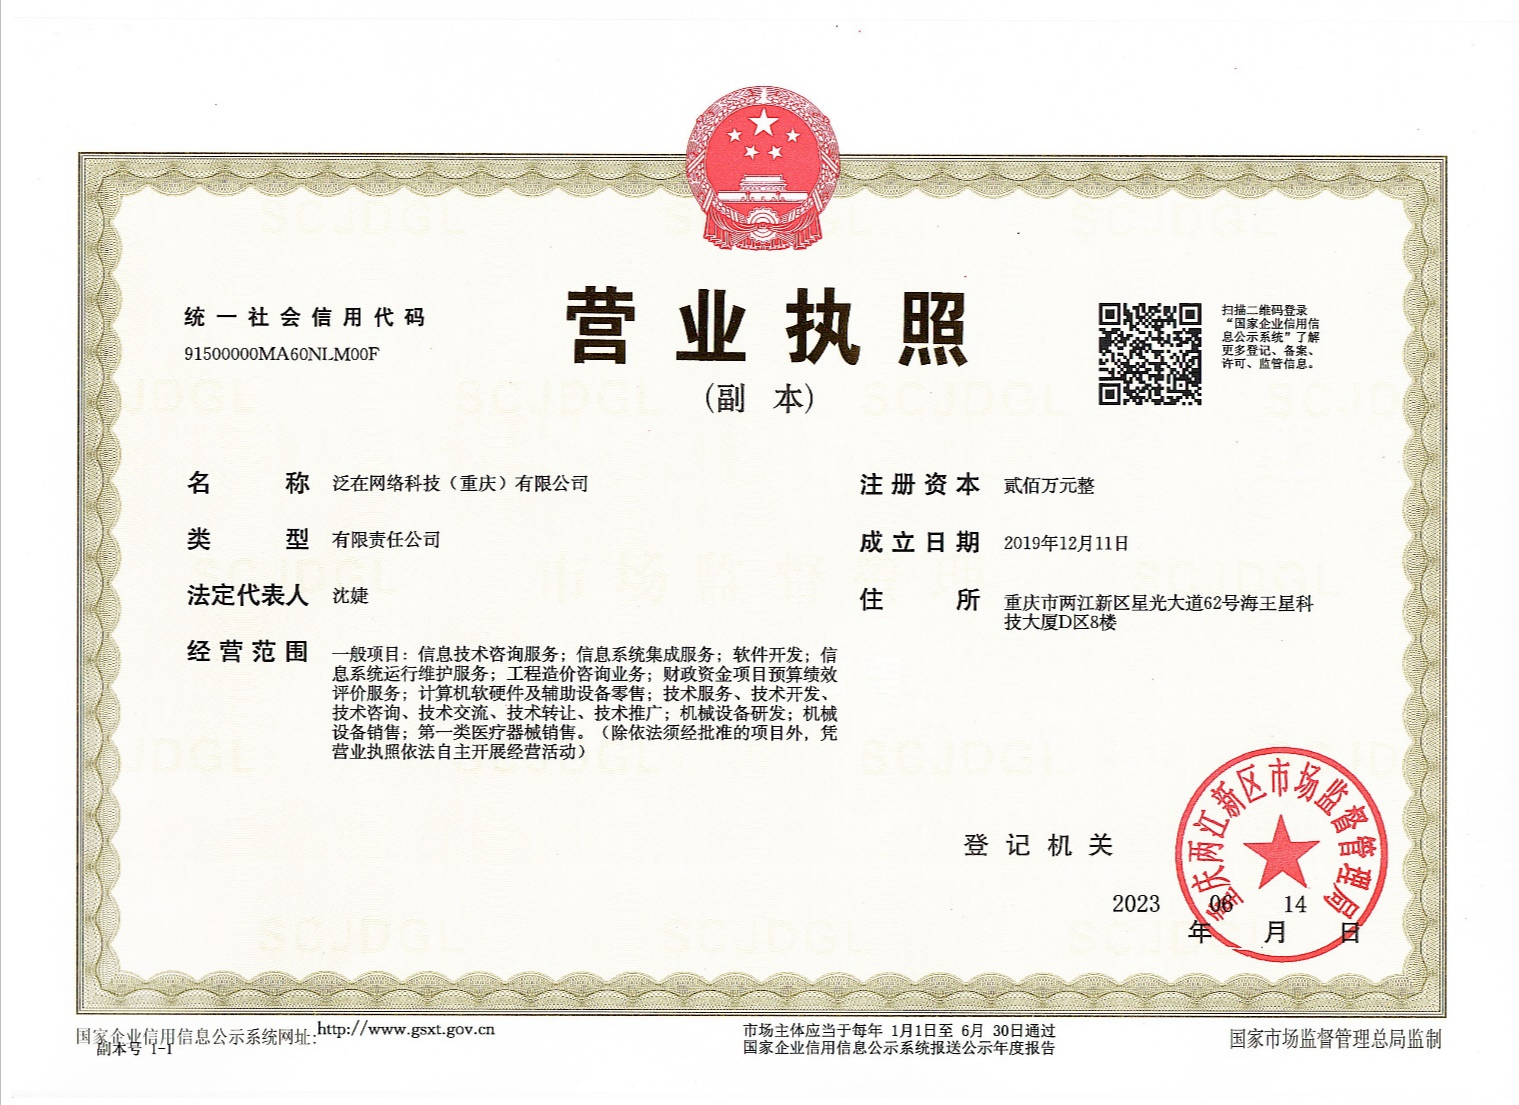 营业执照
(副 本)
统一社会信用代码
91500000MA60NLM00F
扫描二维码登录
“国家企业信用信
息公示系统”了解
更多登记、备案、
许可、监管信息。
名 称 泛在网络科技（重庆）有限公司
类 型 有限责任公司
法定代表人 沈婕
经营范围 一般项目：信息技术咨询服务；信息系统集成服务；软件开发；信
息系统运行维护服务；工程造价咨询业务；财政资金项目预算绩效
评价服务；计算机软硬件及辅助设备零售；技术服务、技术开发、
技术咨询、技术交流、技术转让、技术推广；机械设备研发；机械
设备销售；第一类医疗器械销售。（除依法须经批准的项目外，凭
营业执照依法自主开展经营活动）
注册资本 贰佰万元整
成立日期 2019年12月11日
住 所 重庆市两江新区星光大道62号海王星科
技大厦D区8楼
登记机关
重庆两江新区市场监督管理局
2023 06 14
年 月 日
国家企业信用信息公示系统网址:http://www.gsxt.gov.cn
副本号 1-1
市场主体应当于每年 1月1日至 6月 30日通过
国家企业信用信息公示系统报送公示年度报告
国家市场监督管理总局监制